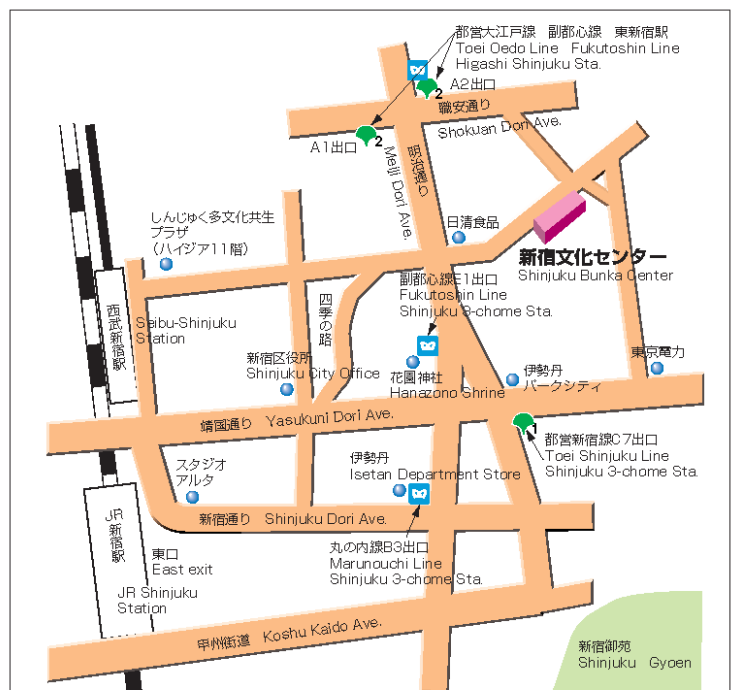 都営大江戸線　副都心線　東新宿駅
Toei Oedo Line　Fukutoshin Line
Higashi Shinjuku Sta.
A2出口
2
職安通り
Shokuan Dori Ave.
A1出口
2
明治通り
Meiji Dori Ave.
日清食品
しんじゅく多文化共生
プラザ
（ハイジア11階）
新宿文化センター
Shinjuku Bunka Center
副都心線E1出口
Fukutoshin Line
Shinjuku 3-chome Sta.
四季の路
西武新宿駅
Seibu-Shinjuku
Station
新宿区役所
Shinjuku City Office
花園神社
Hanazono Shrine
伊勢丹
パークシティ
東京電力
靖国通り　Yasukuni Dori Ave.
1
都営新宿線C7出口
Toei Shinjuku Line
Shinjuku 3-chome Sta.
スタジオ
アルタ
伊勢丹
Isetan Department Store
新宿通り　Shinjuku Dori Ave.
JR新宿駅
東口
East exit
JR Shinjuku
Station
丸の内線B3出口
Marunouchi Line
Shinjuku 3-chome Sta.
甲州街道　Koshu Kaido Ave.
新宿御苑
Shinjuku　Gyoen